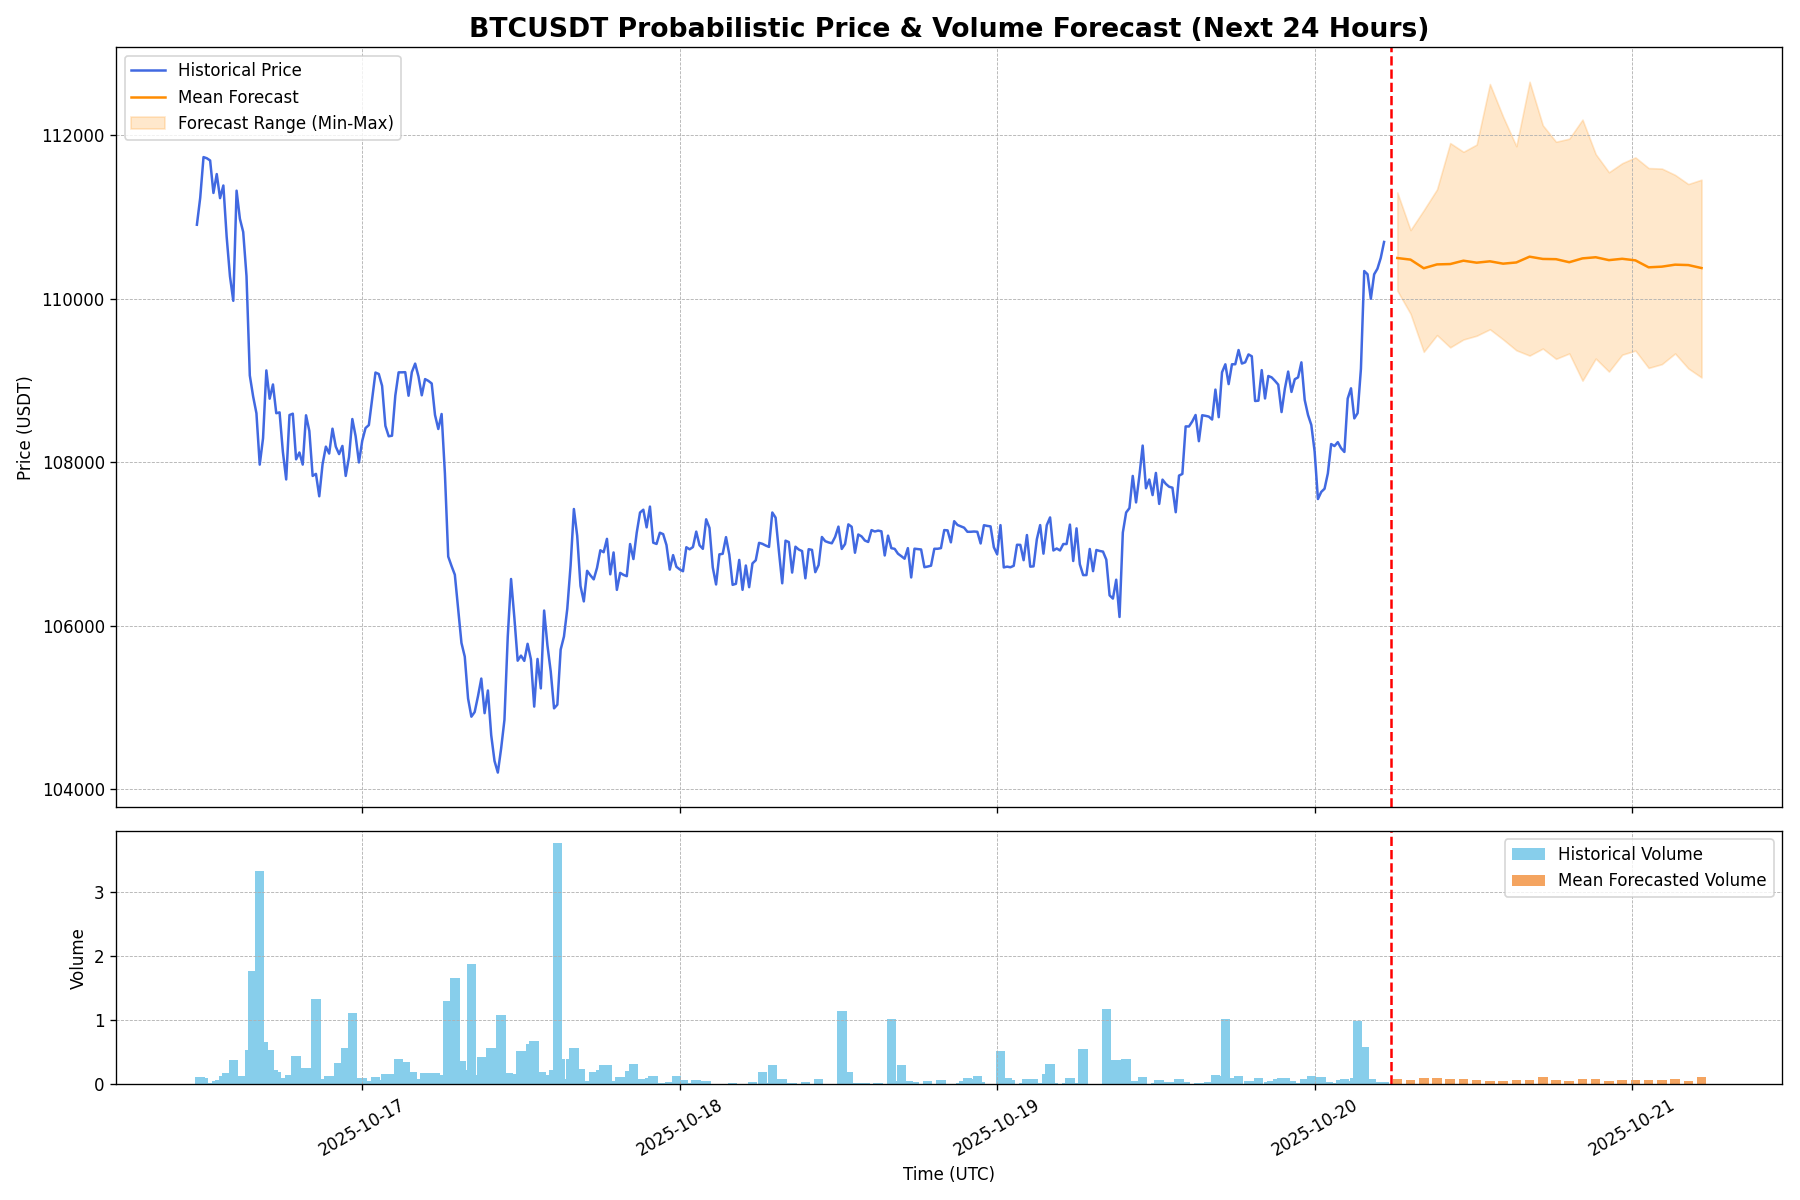 BTCUSDT Probabilistic Price & Volume Forecast (Next 24 Hours)
Historical Price
Mean Forecast
Forecast Range (Min-Max)
112000
110000
108000
106000
104000
Price (USDT)
Historical Volume
Mean Forecasted Volume
3
2
1
0
Volume
2025-10-17
2025-10-18
2025-10-19
2025-10-20
2025-10-21
Time (UTC)